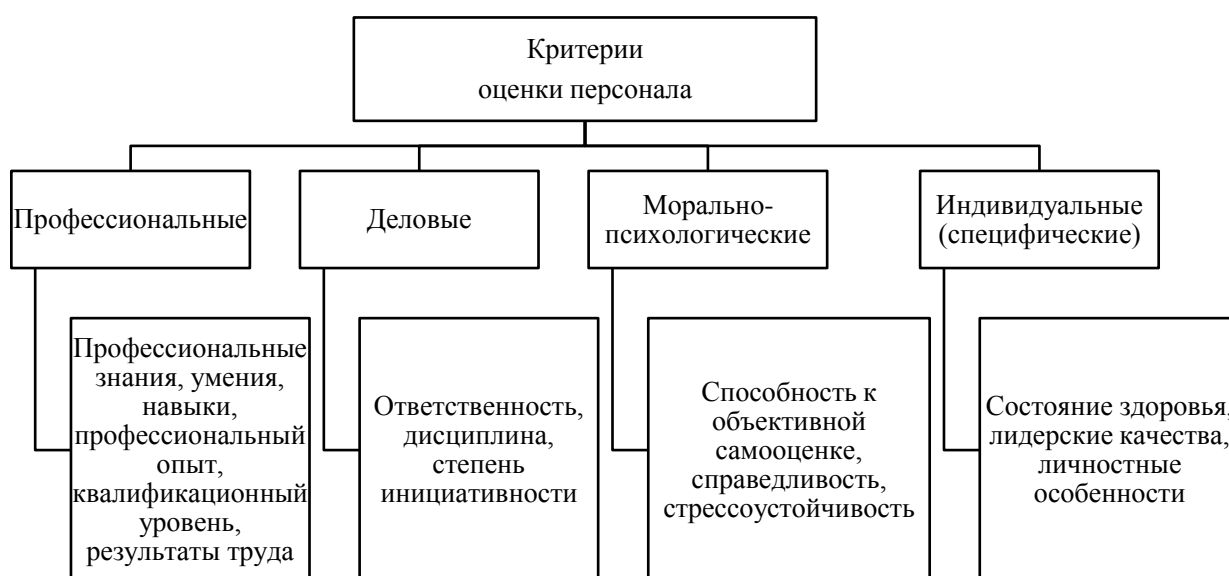 Критерии
оценки персонала
Профессиональные
Деловые
Морально-
психологические
Индивидуальные
(специфические)
Профессиональные
знания, умения,
навыки,
профессиональный
опыт,
квалификационный
уровень,
результаты труда
Ответственность,
дисциплина,
степень
инициативности
Способность к
объективной
самооценке,
справедливость,
стрессоустойчивость
Состояние здоровья,
лидерские качества,
личностные
особенности